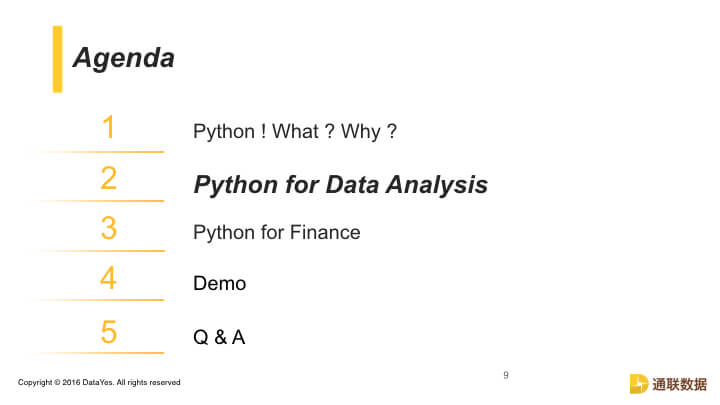 Agenda
1
Python ! What ? Why ?
2
Python for Data Analysis
3
Python for Finance
4
Demo
5
Q & A
9
Copyright © 2016 DataYes. All rights reserved
通联数据